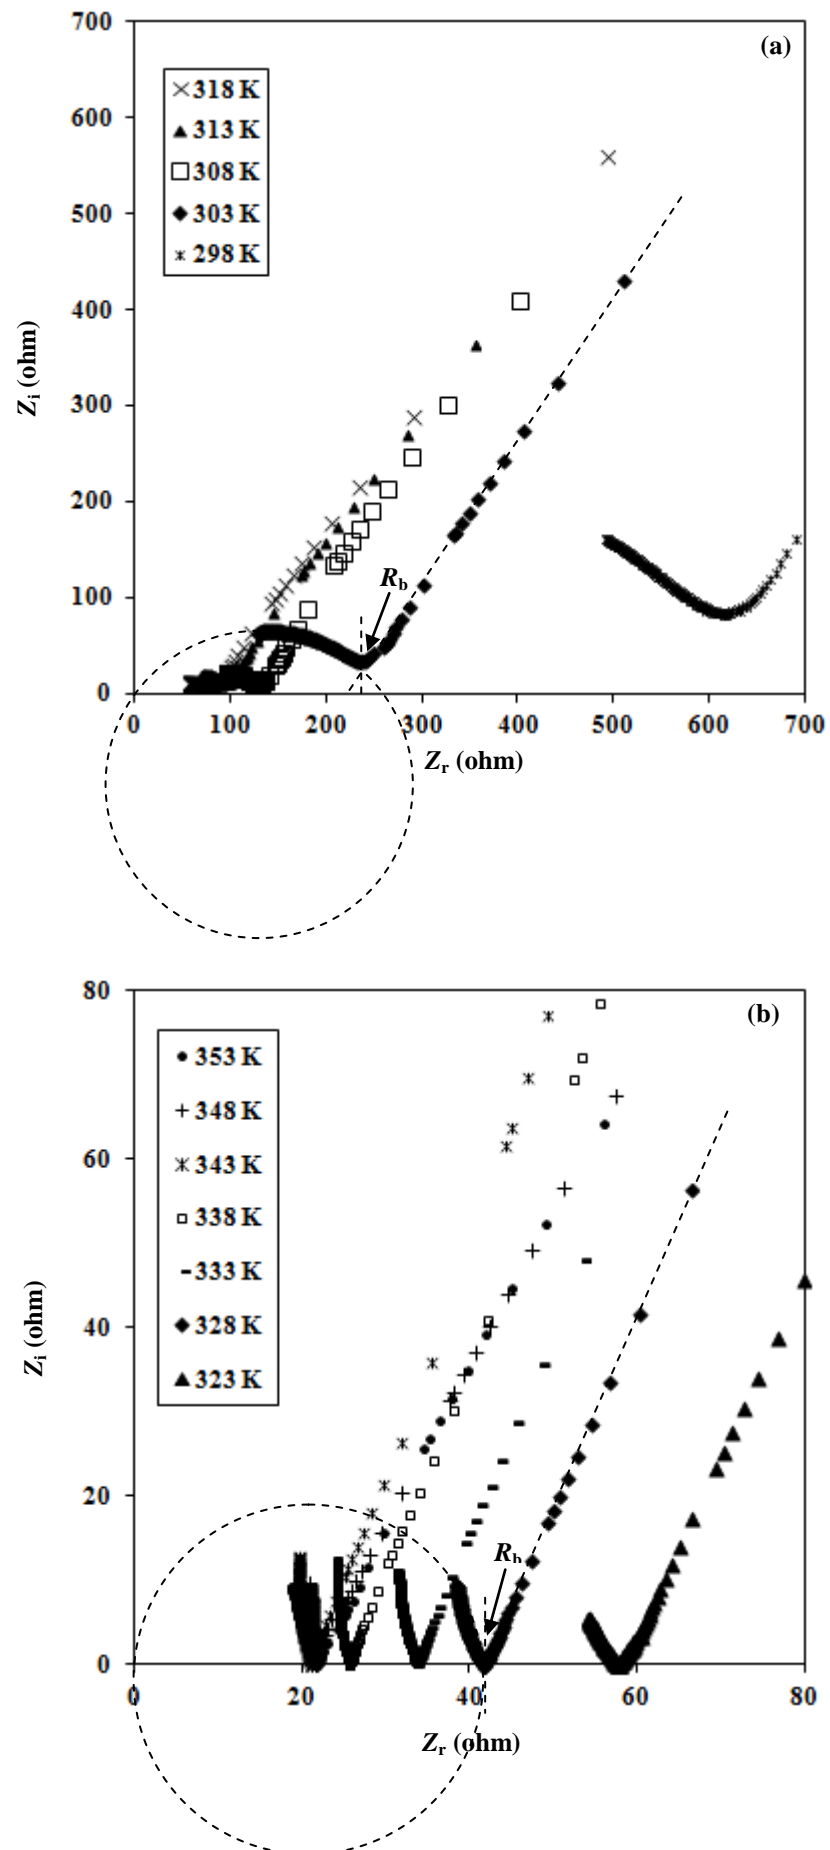 700
(a)
318 K
600
313 K
308 K
500
303 K
298 K
400
Zi (ohm)
300
200
Rb
100
0
0 100 200 300 400 500 600 700
Zr (ohm)
80
(b)
353 K
348 K
60
343 K
338 K
333 K
40
328 K
Zi (ohm)
323 K
20
Rb
0
0 20 40 60 80
Zr (ohm)